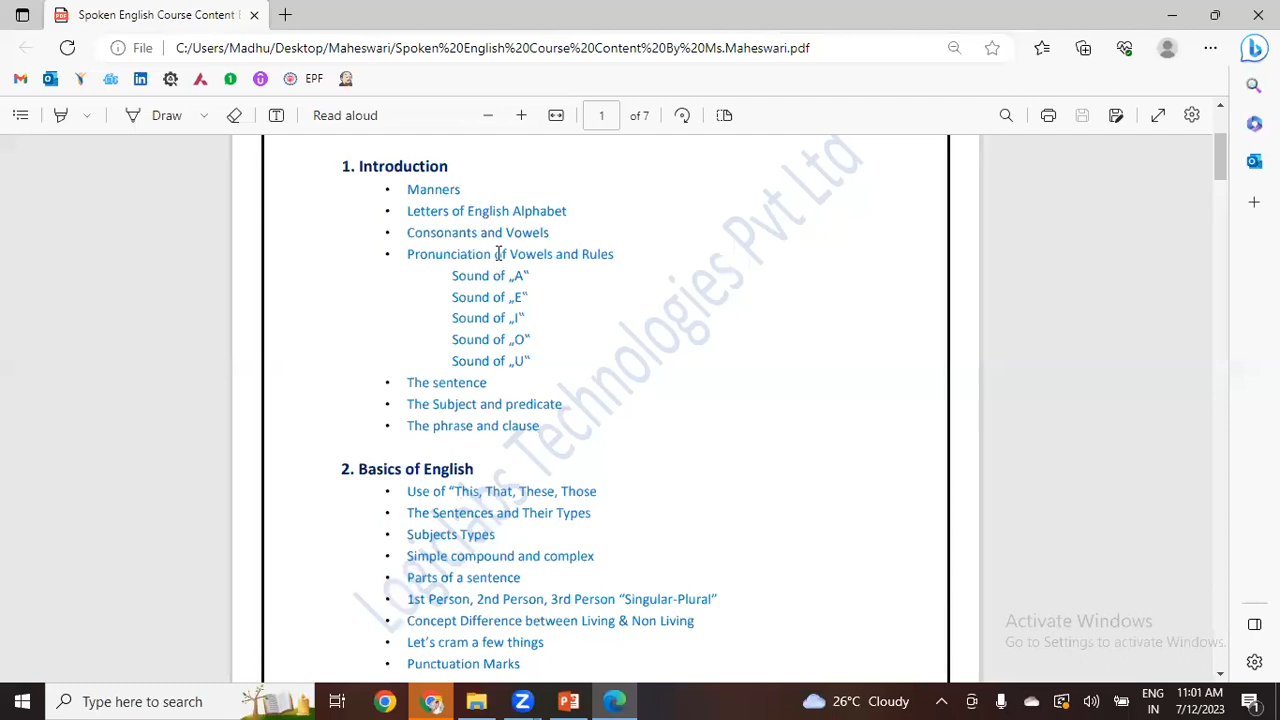 Spoken English Course Content B
File
C:/Users/Madhu/Desktop/Maheswari/Spoken%20English%20Course%20Content%20By%20Ms.Maheswari.pdf
EPF
Draw
Read aloud
1 of 7
1. Introduction
• Manners
• Letters of English Alphabet
• Consonants and Vowels
• Pronunciation of Vowels and Rules
Sound of „A‟
Sound of „E‟
Sound of „I‟
Sound of „O‟
Sound of „U‟
• The sentence
• The Subject and predicate
• The phrase and clause
2. Basics of English
• Use of “This, That, These, Those
• The Sentences and Their Types
• Subjects Types
• Simple compound and complex
• Parts of a sentence
• 1st Person, 2nd Person, 3rd Person “Singular-Plural”
• Concept Difference between Living & Non Living
• Let’s cram a few things
• Punctuation Marks
Logiclabs Technologies Pvt Ltd
Activate Windows
Go to Settings to activate Windows.
Type here to search
26°C Cloudy
ENG
IN
11:01 AM
7/12/2023